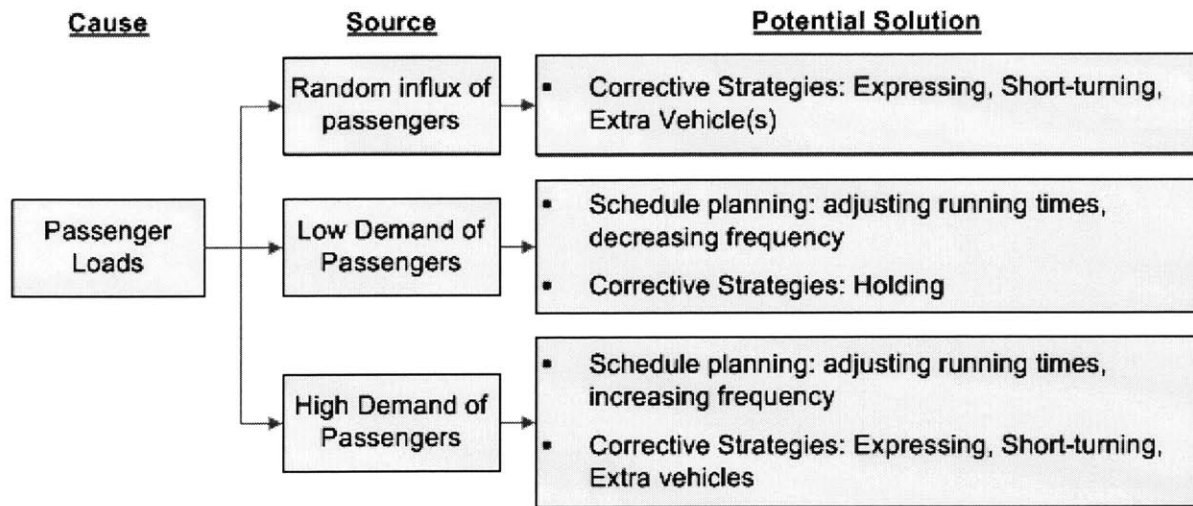 Cause
Source
Potential Solution
Random influx of
passengers
▪ Corrective Strategies: Expressing, Short-turning,
Extra Vehicle(s)
Passenger
Loads
Low Demand of
Passengers
▪ Schedule planning: adjusting running times,
decreasing frequency
▪ Corrective Strategies: Holding
High Demand of
Passengers
▪ Schedule planning: adjusting running times,
increasing frequency
▪ Corrective Strategies: Expressing, Short-turning,
Extra vehicles